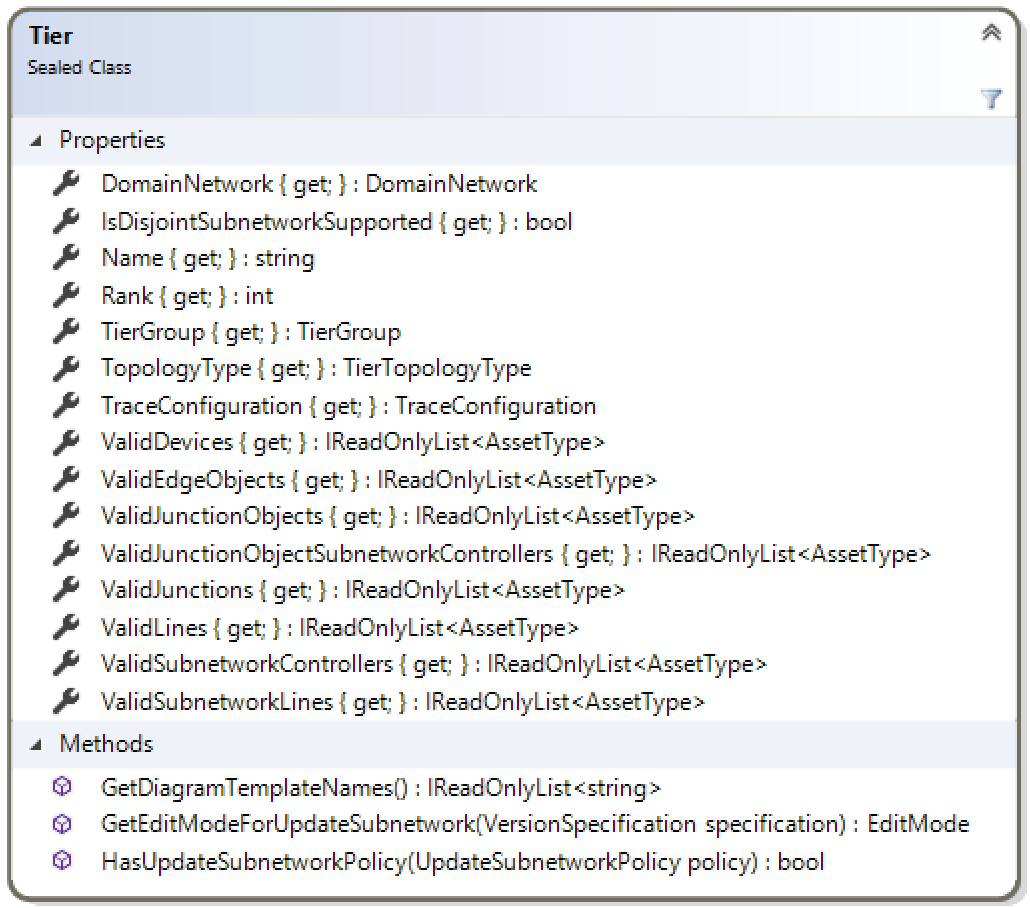 Tier
Sealed Class
Properties
DomainNetwork { get; } : DomainNetwork
IsDisjointSubnetworkSupported { get; } : bool
Name { get; } : string
Rank { get; } : int
TierGroup { get; } : TierGroup
TopologyType { get; } : TierTopologyType
TraceConfiguration { get; } : TraceConfiguration
ValidDevices { get; } : IReadOnlyList<AssetType>
ValidEdgeObjects { get; } : IReadOnlyList<AssetType>
ValidJunctionObjects { get; } : IReadOnlyList<AssetType>
ValidJunctionObjectSubnetworkControllers { get; } : IReadOnlyList<AssetType>
ValidJunctions { get; } : IReadOnlyList<AssetType>
ValidLines { get; } : IReadOnlyList<AssetType>
ValidSubnetworkControllers { get; } : IReadOnlyList<AssetType>
ValidSubnetworkLines { get; } : IReadOnlyList<AssetType>
Methods
GetDiagramTemplateNames() : IReadOnlyList<string>
GetEditModeForUpdateSubnetwork(VersionSpecification specification) : EditMode
HasUpdateSubnetworkPolicy(UpdateSubnetworkPolicy policy) : bool